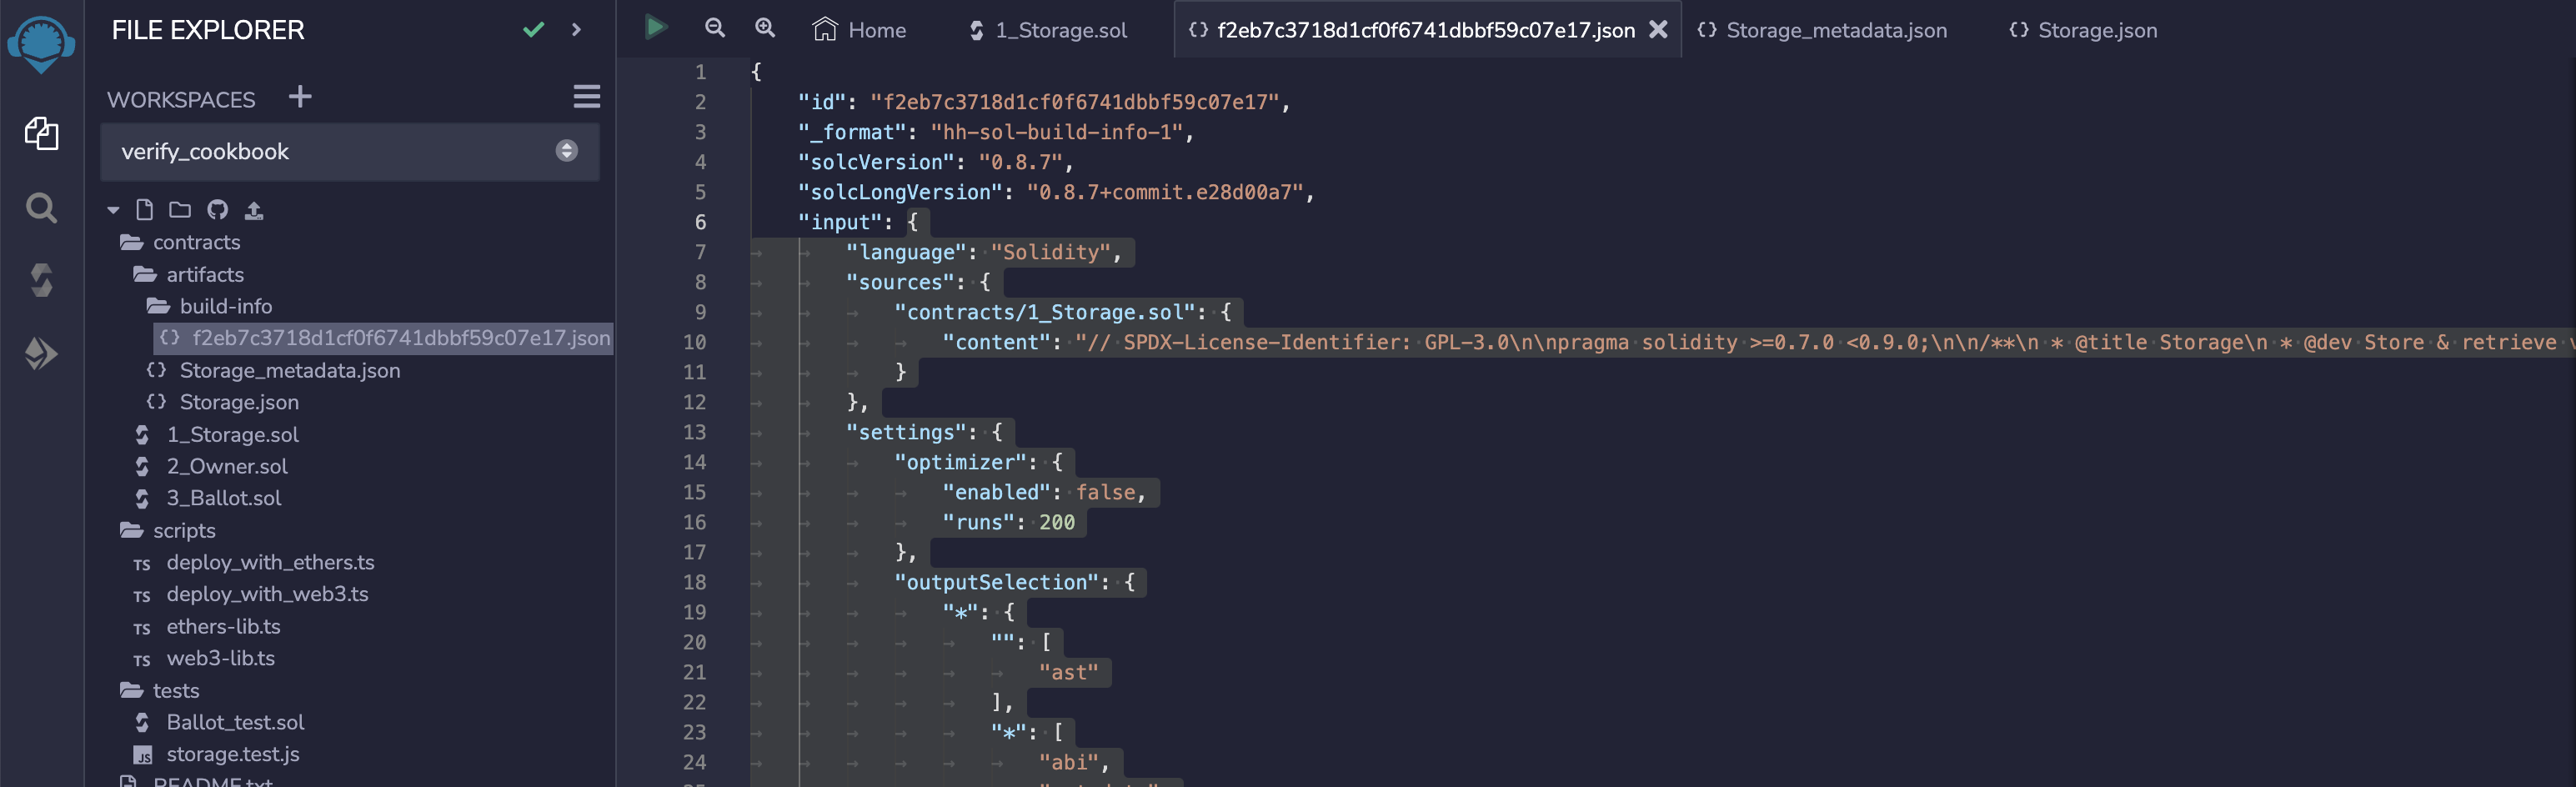 FILE EXPLORER
WORKSPACES
verify_cookbook
contracts
artifacts
build-info
f2eb7c3718d1cf0f6741dbbf59c07e17.json
Storage_metadata.json
Storage.json
1_Storage.sol
2_Owner.sol
3_Ballot.sol
scripts
TS deploy_with_ethers.ts
TS deploy_with_web3.ts
TS ethers-lib.ts
TS web3-lib.ts
tests
Ballot_test.sol
JS storage.test.js
README.txt
Home 1_Storage.sol {} f2eb7c3718d1cf0f6741dbbf59c07e17.json {} Storage_metadata.json {} Storage.json
1 {
2 "id": "f2eb7c3718d1cf0f6741dbbf59c07e17",
3 "_format": "hh-sol-build-info-1",
4 "solcVersion": "0.8.7",
5 "solcLongVersion": "0.8.7+commit.e28d00a7",
6 "input": {
7 "language": "Solidity",
8 "sources": {
9 "contracts/1_Storage.sol": {
10 "content": "// SPDX-License-Identifier: GPL-3.0\n\npragma solidity >=0.7.0 <0.9.0;\n\n/**\n * @title Storage\n * @dev Store & retrieve v
11 }
12 },
13 "settings": {
14 "optimizer": {
15 "enabled": false,
16 "runs": 200
17 },
18 "outputSelection": {
19 "*": {
20 "": [
21 "ast"
22 ],
23 "*": [
24 "abi",